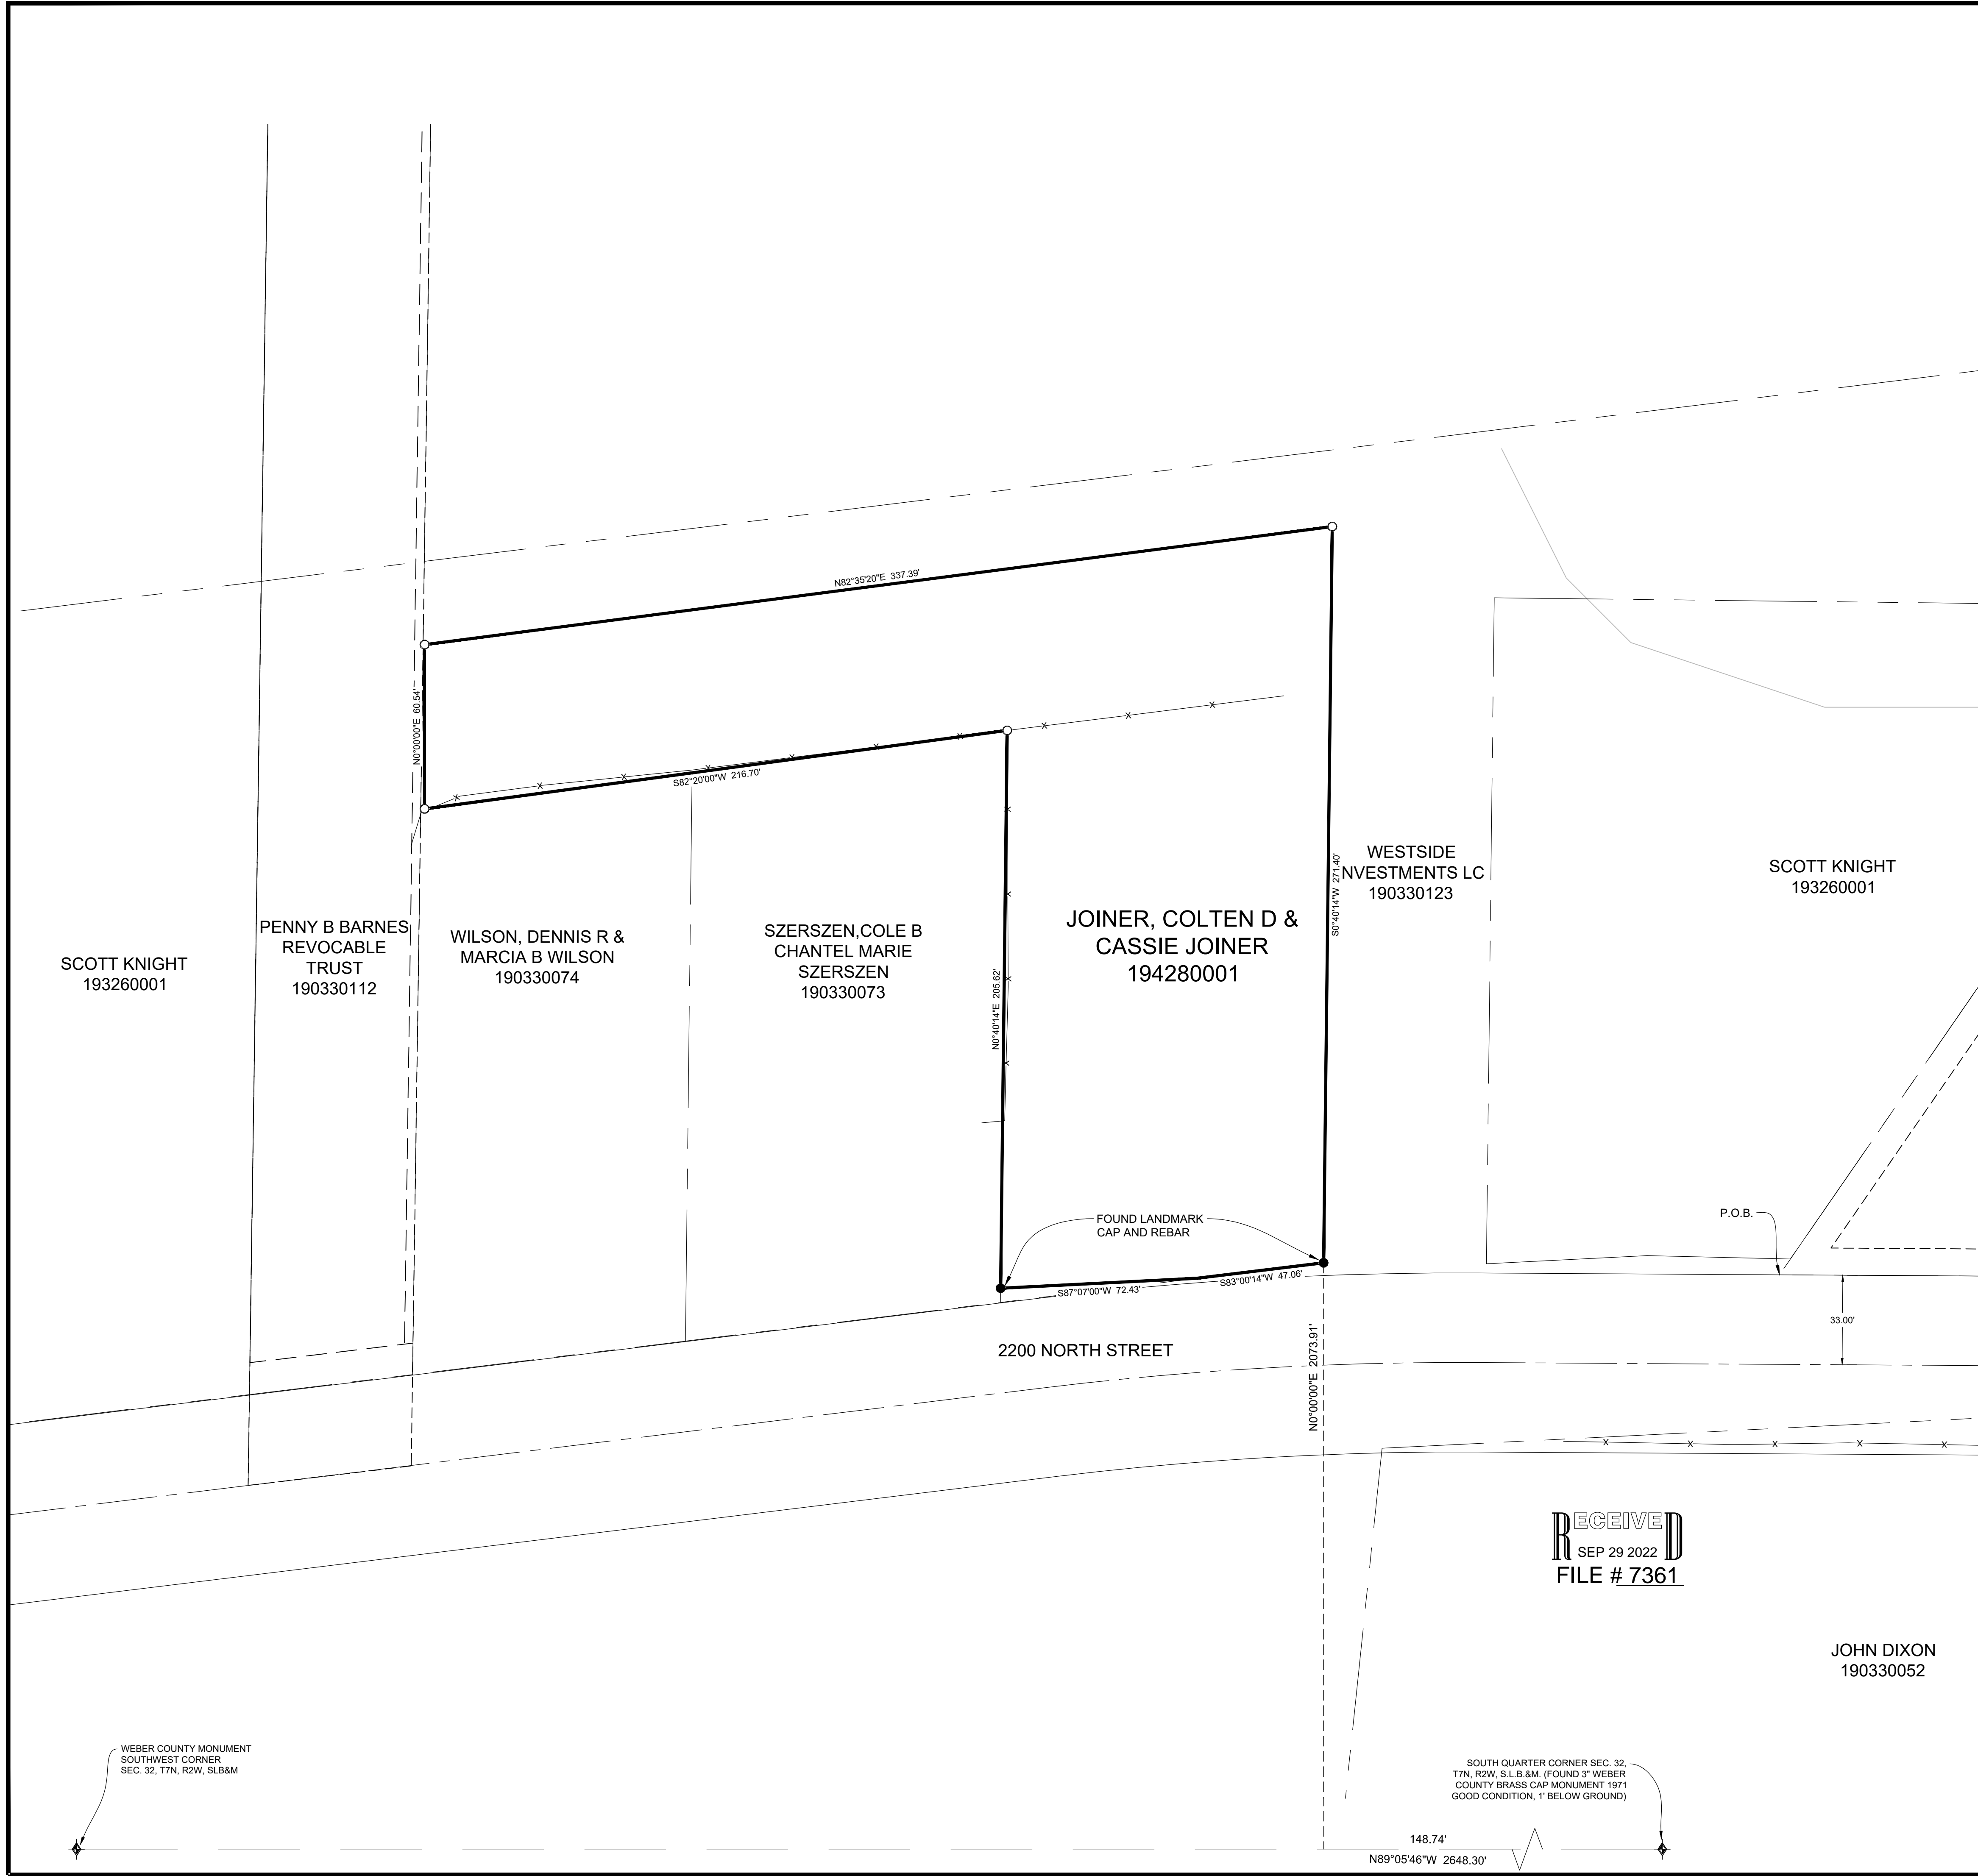 N82°35'20"E 337.39'
N0°00'00"E 60.54'
S82°20'00"W 216.70'
S0°40'14"W 271.40'
N0°40'14"E 205.62'
SCOTT KNIGHT
193260001
PENNY B BARNES
REVOCABLE
TRUST
190330112
WILSON, DENNIS R &
MARCIA B WILSON
190330074
SZERSZEN,COLE B
CHANTEL MARIE
SZERSZEN
190330073
JOINER, COLTEN D &
CASSIE JOINER
194280001
WESTSIDE
NVESTMENTS LC
190330123
SCOTT KNIGHT
193260001
FOUND LANDMARK
CAP AND REBAR
P.O.B.
S87°07'00"W 72.43'
S83°00'14"W 47.06'
33.00'
2200 NORTH STREET
N0°00'00"E 2073.91'
RECEIVED
SEP 29 2022
FILE # 7361
JOHN DIXON
190330052
WEBER COUNTY MONUMENT
SOUTHWEST CORNER
SEC. 32, T7N, R2W, SLB&M
SOUTH QUARTER CORNER SEC. 32,
T7N, R2W, S.L.B.&M. (FOUND 3" WEBER
COUNTY BRASS CAP MONUMENT 1971
GOOD CONDITION, 1' BELOW GROUND)
148.74'
N89°05'46"W 2648.30'